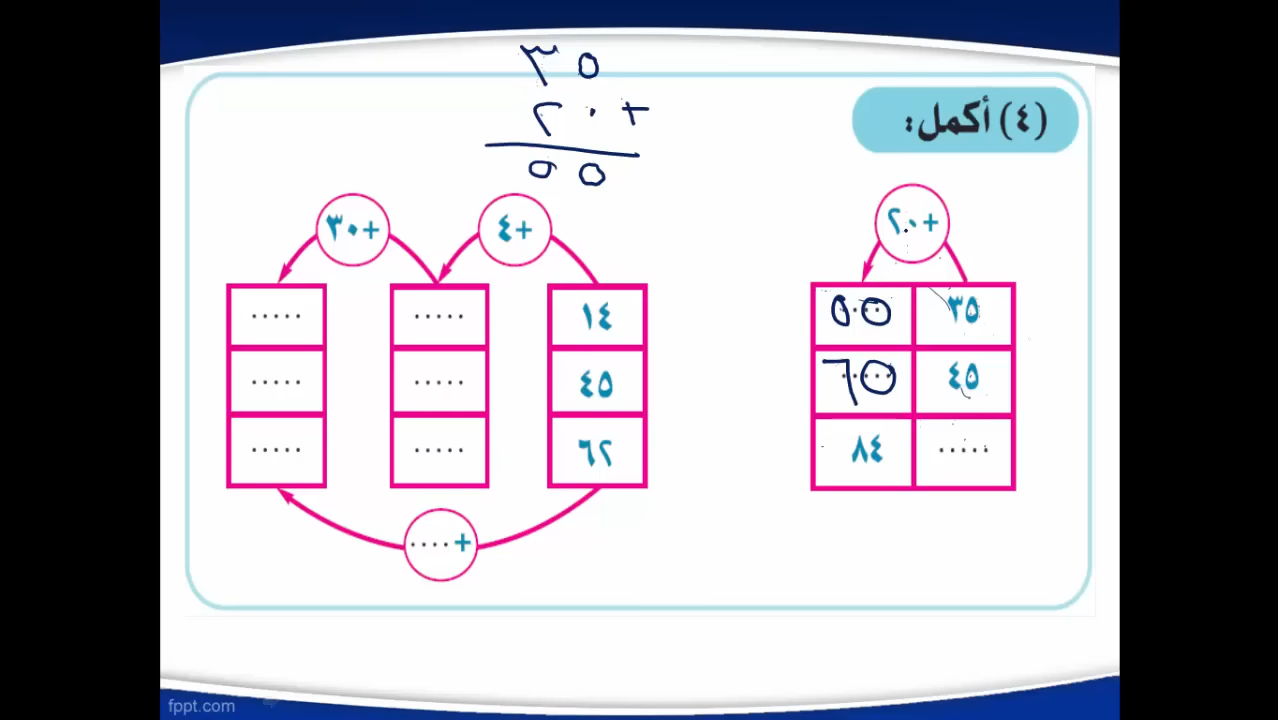 ٣٥
٢٠ +
٥٥
(٤) أكمل:
+٢٠
٣٥ ٥٥
٤٥ ٦٥
..... ٨٤
+٤ +٣٠
١٤ ..... .....
٤٥ ..... .....
٦٢ ..... .....
+....
fppt.com